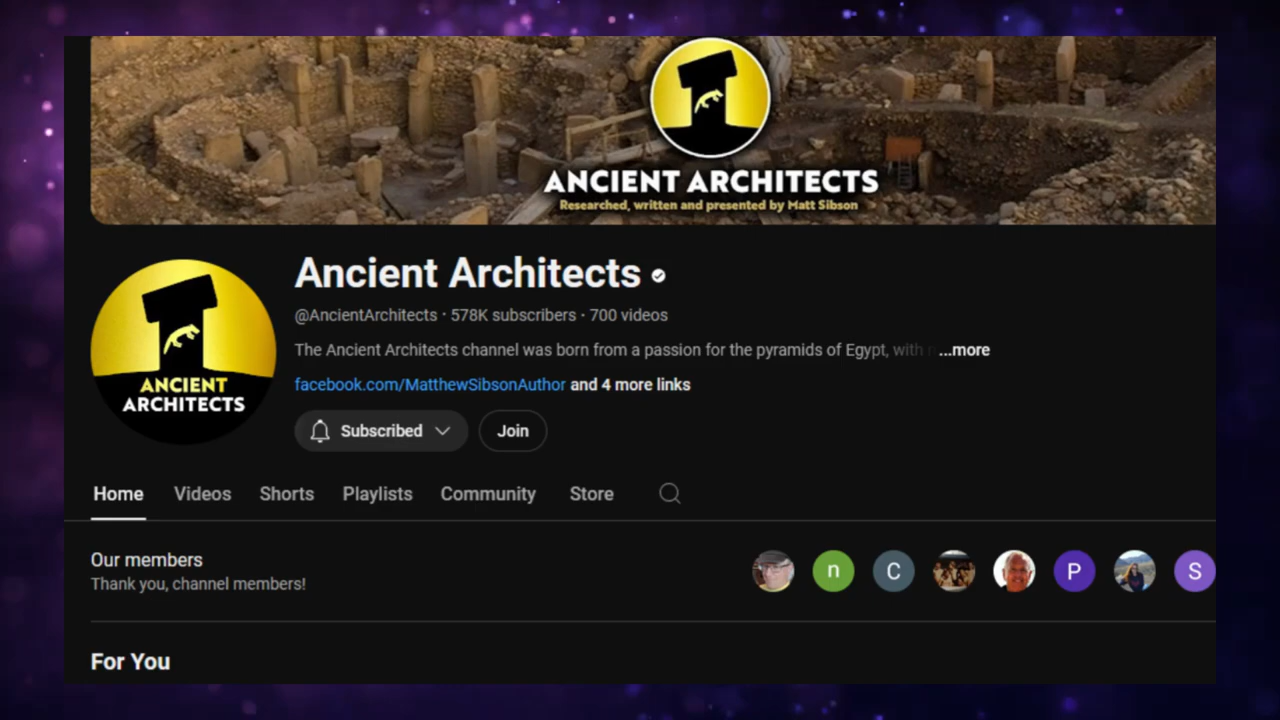 ANCIENT ARCHITECTS
Researched, written and presented by Matt Sibson
ANCIENT
ARCHITECTS
Ancient Architects
@AncientArchitects · 578K subscribers · 700 videos
The Ancient Architects channel was born from a passion for the pyramids of Egypt, with ...more
facebook.com/MatthewSibsonAuthor and 4 more links
Subscribed Join
Home Videos Shorts Playlists Community Store
Our members
Thank you, channel members!
n C P S
For You